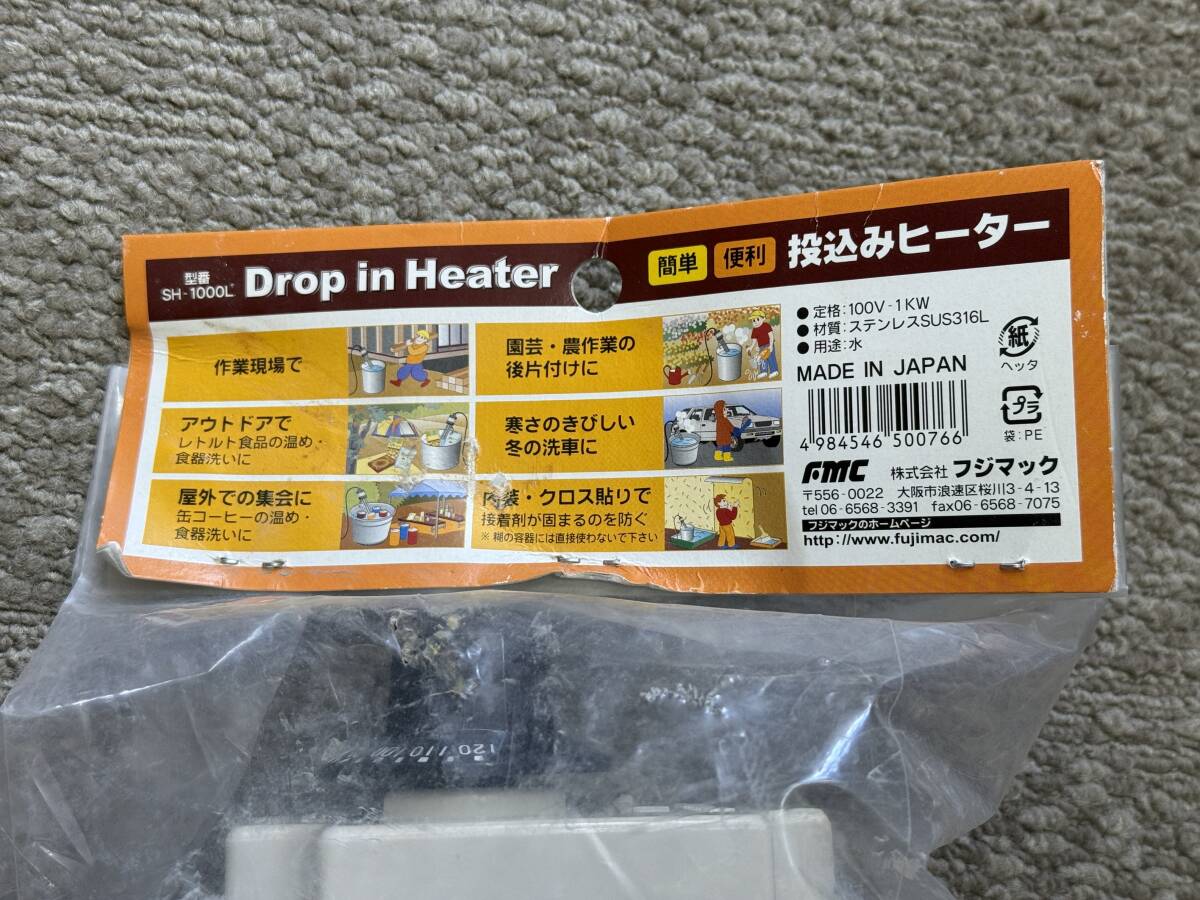 型番
SH-1000L
Drop in Heater
簡単 便利 投込みヒーター
作業現場で
アウトドアで
レトルト食品の温め・
食器洗いに
屋外での集会に
缶コーヒーの温め・
食器洗いに
園芸・農作業の
後片付けに
寒さのきびしい
冬の洗車に
内装・クロス貼りで
接着剤が固まるのを防ぐ
※ 糊の容器には直接使わないで下さい
● 定格:100V-1KW
● 材質:ステンレスSUS316L
● 用途:水
MADE IN JAPAN
4 984546 500766
紙
ヘッダ
プラ
袋:PE
FMC 株式会社 フジマック
〒556-0022 大阪市浪速区桜川3-4-13
tel 06-6568-3391 fax06-6568-7075
フジマックのホームページ
http://www.fujimac.com/
120 110